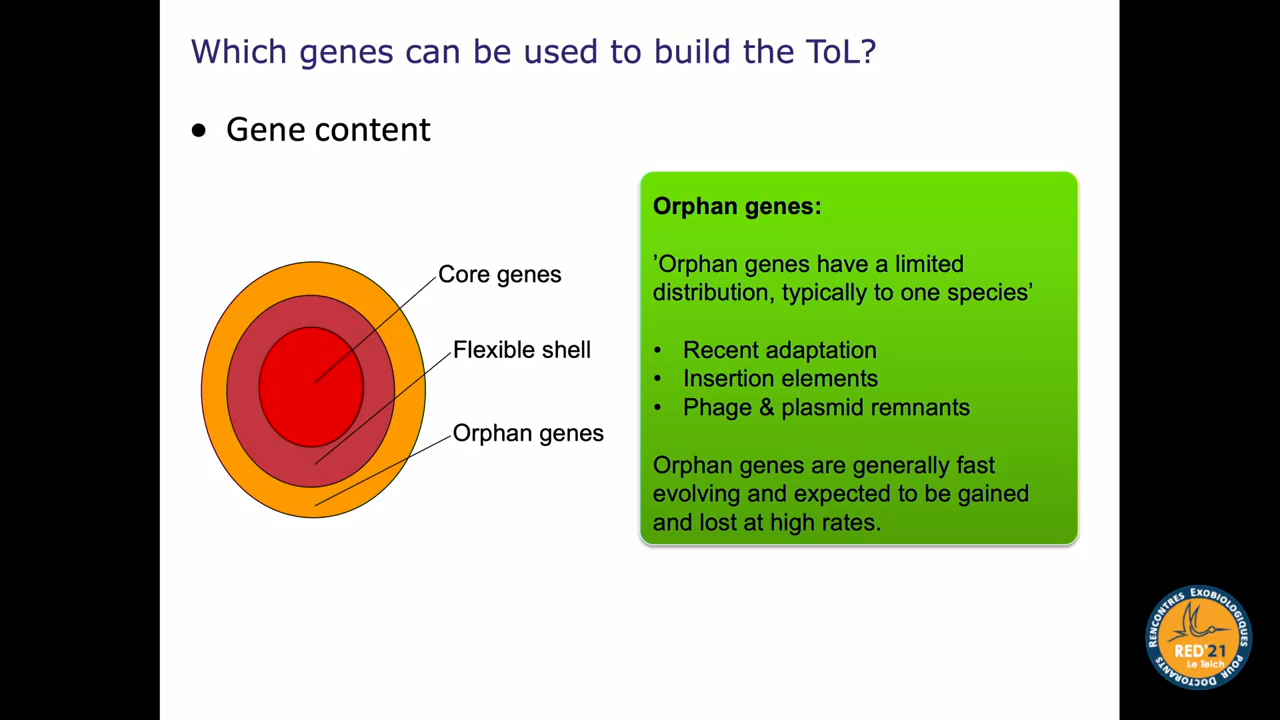 Which genes can be used to build the ToL?
• Gene content
Core genes
Flexible shell
Orphan genes
Orphan genes:
’Orphan genes have a limited
distribution, typically to one species’
• Recent adaptation
• Insertion elements
• Phage & plasmid remnants
Orphan genes are generally fast
evolving and expected to be gained
and lost at high rates.
RENCONTRES EXOBIOLOGIQUES
POUR DOCTORANTS
RED'21
Le Teich